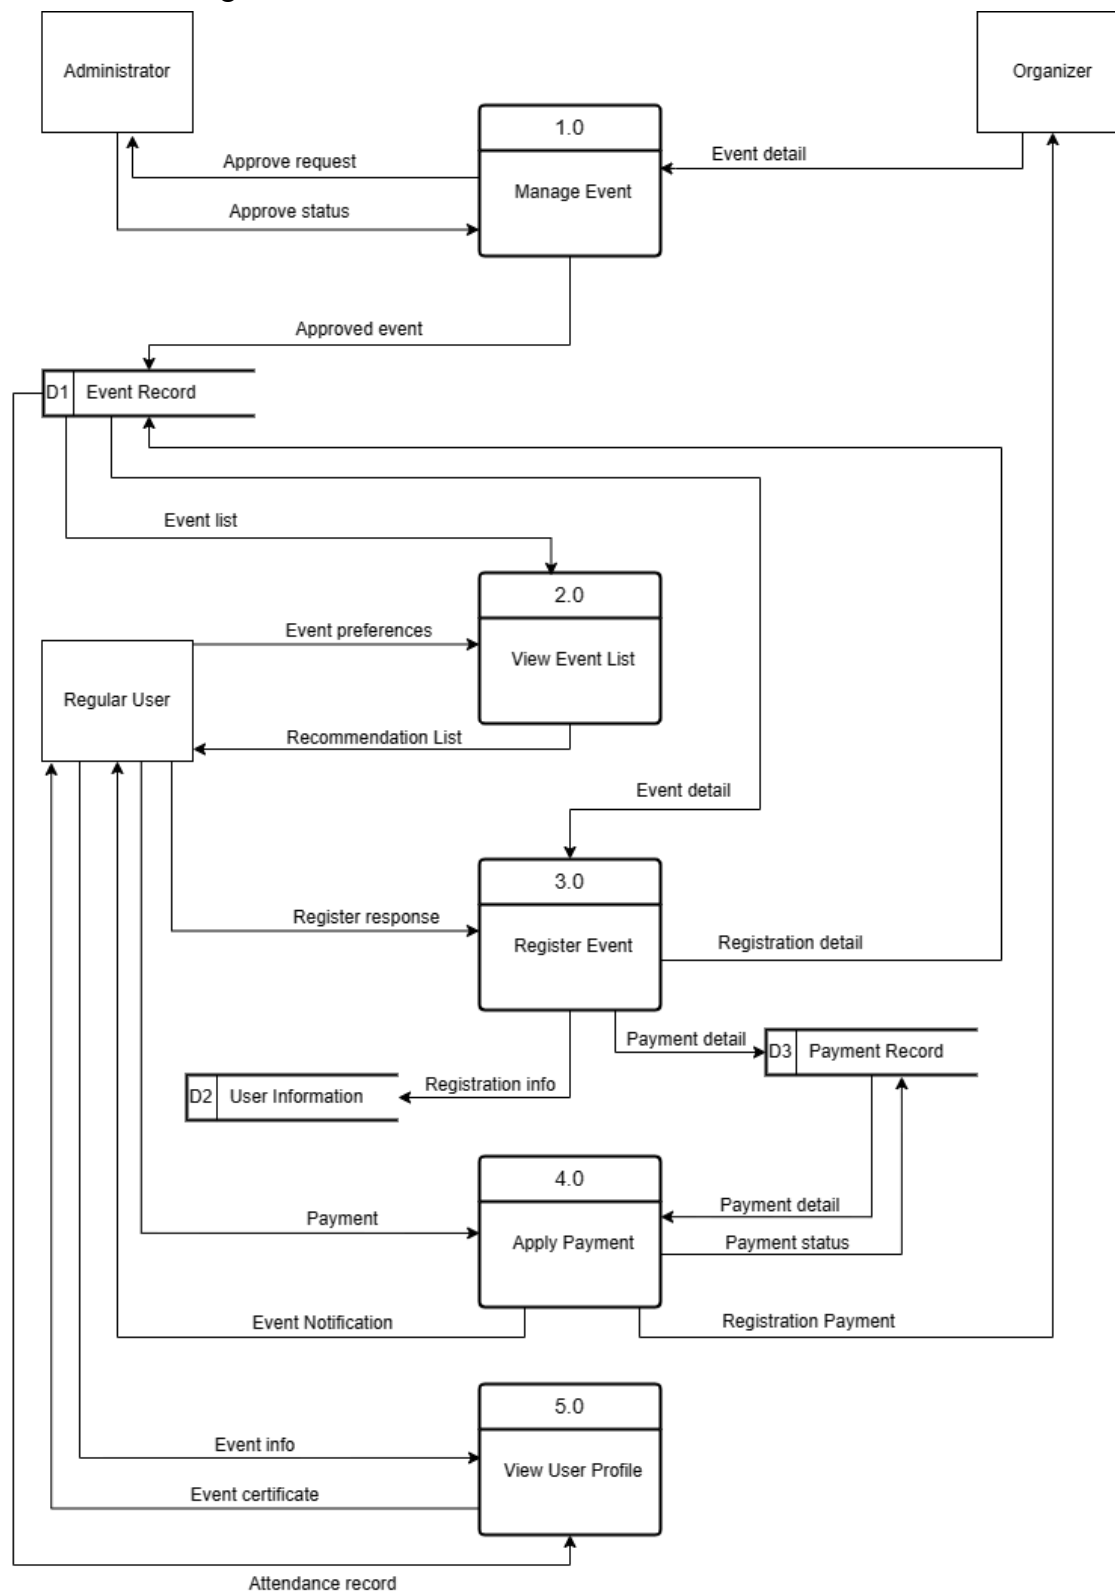 Administrator
Organizer
1.0
Manage Event
Event detail
Approve request
Approve status
Approved event
D1
Event Record
Event list
2.0
View Event List
Event preferences
Regular User
Recommendation List
Event detail
3.0
Register Event
Register response
Registration detail
Payment detail
D3
Payment Record
Registration info
D2
User Information
4.0
Apply Payment
Payment detail
Payment
Payment status
Event Notification
Registration Payment
5.0
View User Profile
Event info
Event certificate
Attendance record